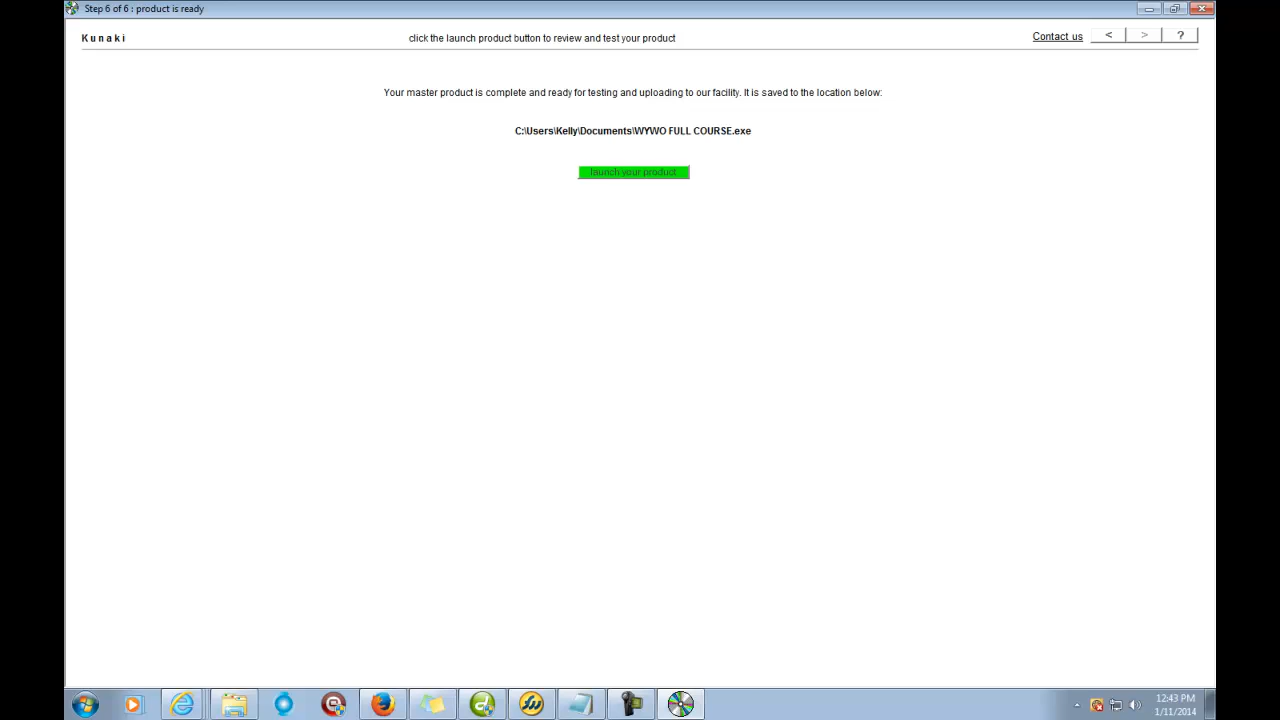 Step 6 of 6 : product is ready
Kunaki
click the launch product button to review and test your product
Contact us
<
>
?
Your master product is complete and ready for testing and uploading to our facility. It is saved to the location below:
C:\Users\Kelly\Documents\WYWO FULL COURSE.exe
launch your product
12:43 PM
1/11/2014